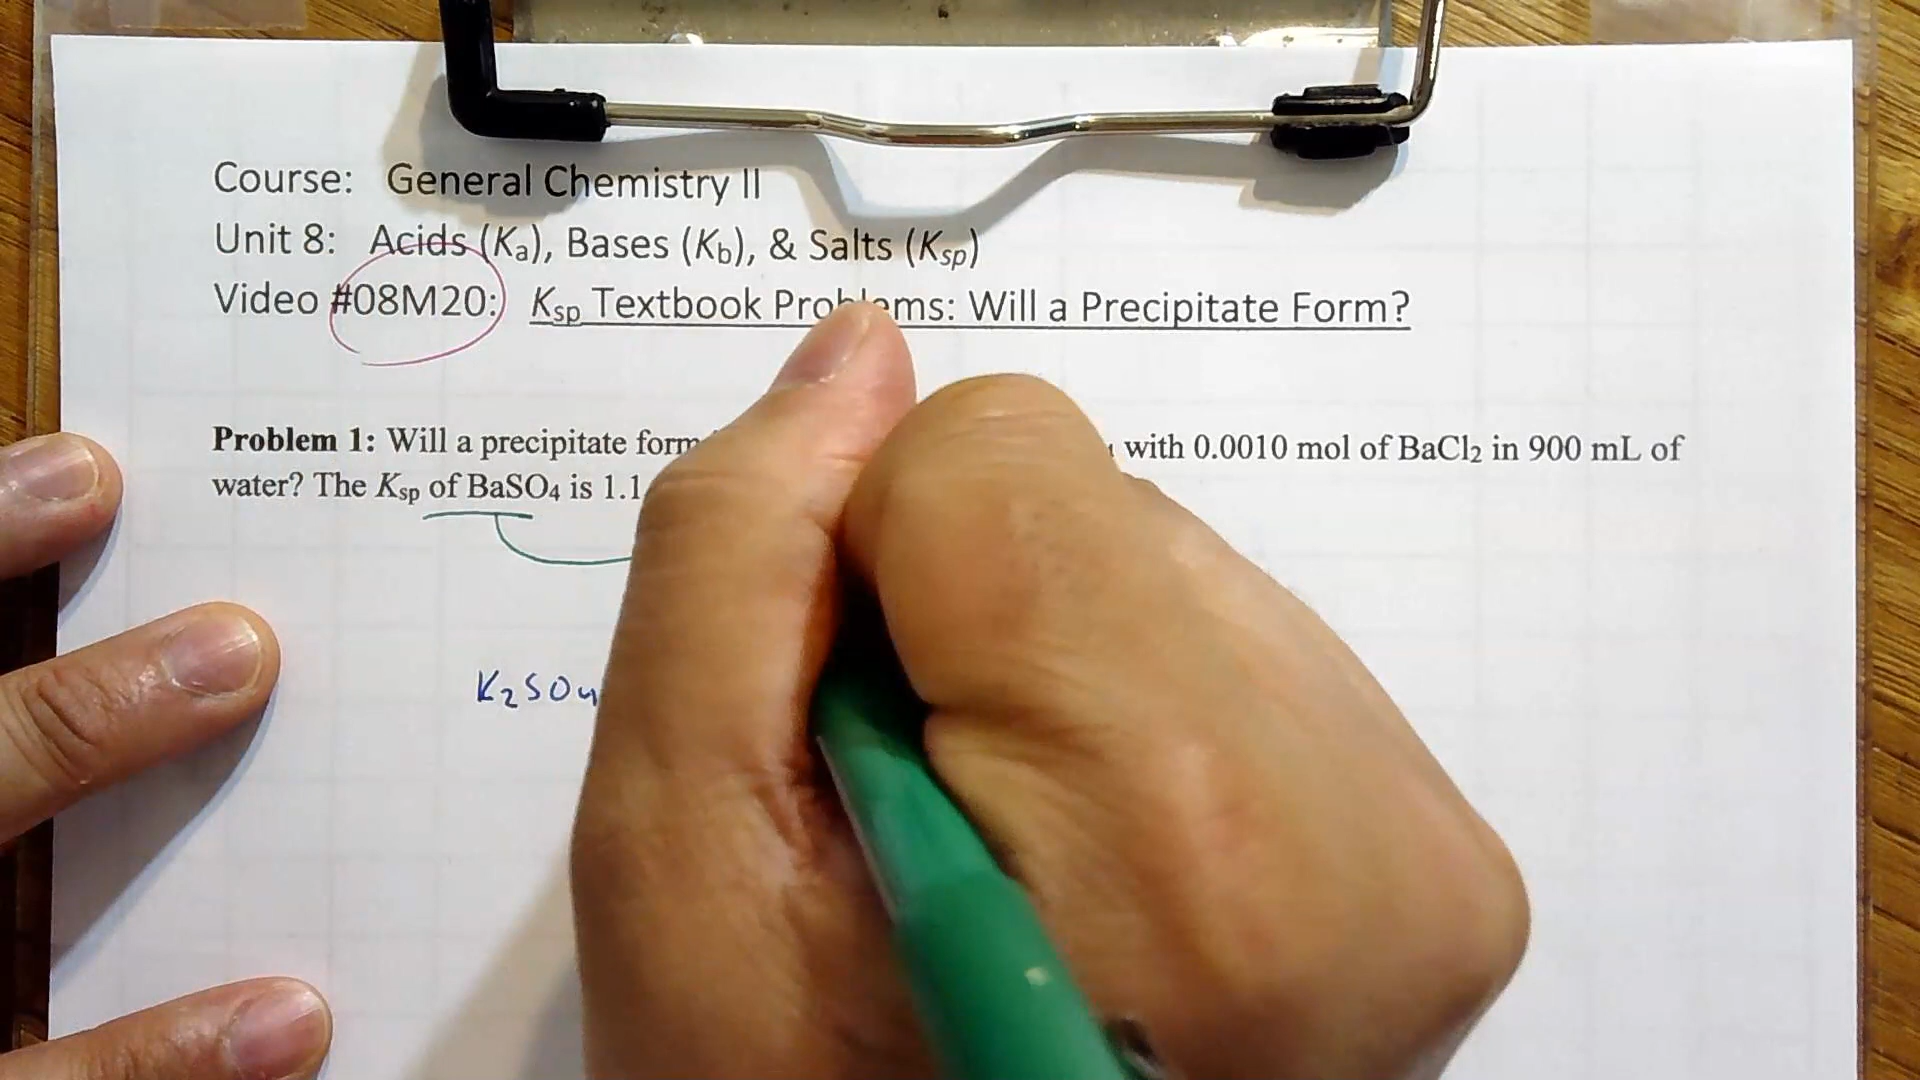 Course: General Chemistry II
Unit 8: Acids (Ka), Bases (Kb), & Salts (Ksp)
Video #08M20: Ksp Textbook Problems: Will a Precipitate Form?
Problem 1: Will a precipitate form with 0.0010 mol of BaCl2 in 900 mL of
water? The Ksp of BaSO4 is 1.1
K2SO4